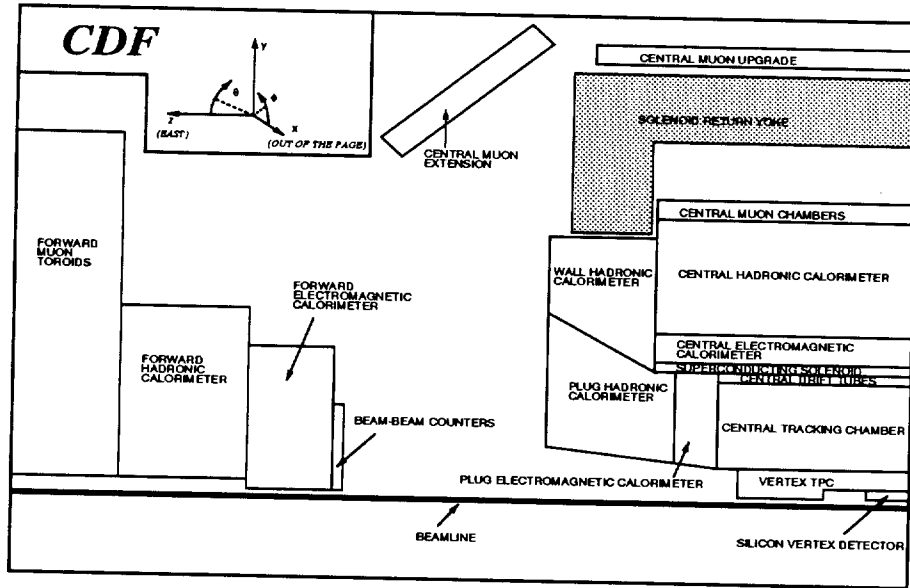 CDF
Y
θ
Φ
Z
(EAST)
X
(OUT OF THE PAGE)
CENTRAL MUON
EXTENSION
CENTRAL MUON UPGRADE
SOLENOID RETURN YOKE
CENTRAL MUON CHAMBERS
FORWARD
MUON
TOROIDS
WALL HADRONIC
CALORIMETER
CENTRAL HADRONIC CALORIMETER
FORWARD
ELECTROMAGNETIC
CALORIMETER
CENTRAL ELECTROMAGNETIC
CALORIMETER
SUPERCONDUCTING SOLENOID
CENTRAL DRIFT TUBES
FORWARD
HADRONIC
CALORIMETER
PLUG HADRONIC
CALORIMETER
BEAM-BEAM COUNTERS
CENTRAL TRACKING CHAMBER
PLUG ELECTROMAGNETIC CALORIMETER
VERTEX TPC
BEAMLINE
SILICON VERTEX DETECTOR